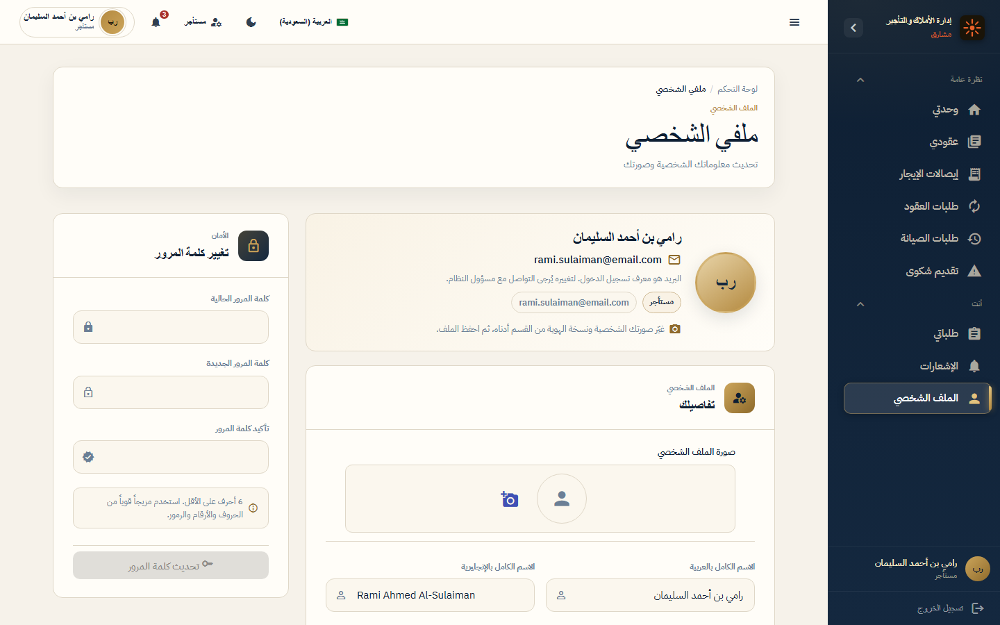 إدارة الأملاك والتأجير
مشارق
نظرة عامة
وحدتي
عقودي
إيصالات الإيجار
طلبات العقود
طلبات الصيانة
تقديم شكوى
أنت
طلباتي
الإشعارات
الملف الشخصي
رامي بن أحمد السليمان
مستأجر
رب
تسجيل الخروج
العربية (السعودية)
مستأجر
3
رب
رامي بن أحمد السليمان
مستأجر
لوحة التحكم / ملفي الشخصي
الملف الشخصي
ملفي الشخصي
تحديث معلوماتك الشخصية وصورتك
رب
رامي بن أحمد السليمان
rami.sulaiman@email.com
البريد هو معرف تسجيل الدخول. لتغييره يُرجى التواصل مع مسؤول النظام.
مستأجر
rami.sulaiman@email.com
غيّر صورتك الشخصية ونسخة الهوية من القسم أدناه، ثم احفظ الملف.
الملف الشخصي
تفاصيلك
صورة الملف الشخصي
الاسم الكامل بالعربية
رامي بن أحمد السليمان
الاسم الكامل بالإنجليزية
Rami Ahmed Al-Sulaiman
الأمان
تغيير كلمة المرور
كلمة المرور الحالية
كلمة المرور الجديدة
تأكيد كلمة المرور
6 أحرف على الأقل. استخدم مزيجاً قوياً من
الحروف والأرقام والرموز.
تحديث كلمة المرور